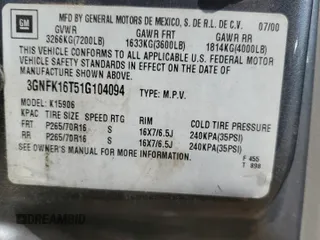 GM
MFD BY GENERAL MOTORS DE MEXICO, S. DE R.L. DE C.V. 07/00
GVWR GAWR FRT GAWR RR
3266KG(7200LB) 1633KG(3600LB) 1814KG(4000LB)
THIS VEHICLE CONFORMS TO ALL APPLICABLE U.S. FEDERAL MOTOR
VEHICLE SAFETY STANDARDS IN EFFECT ON THE DATE OF
MANUFACTURE SHOWN ABOVE.
3GNFK16T51G104094 TYPE: M.P.V.
MODEL: K15906
KPAC TIRE SIZE SPEED RTG RIM COLD TIRE PRESSURE
FRT P265/70R16 S 16X7/6.5J 240KPA(35PSI)
RR P265/70R16 S 16X7/6.5J 240KPA(35PSI)
SEE OWNER'S MANUAL FOR MORE INFORMATION.
F 455
T 894
DREAMBID